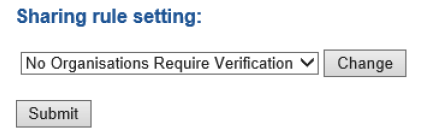 Sharing rule setting:
No Organisations Require Verification Change
Submit